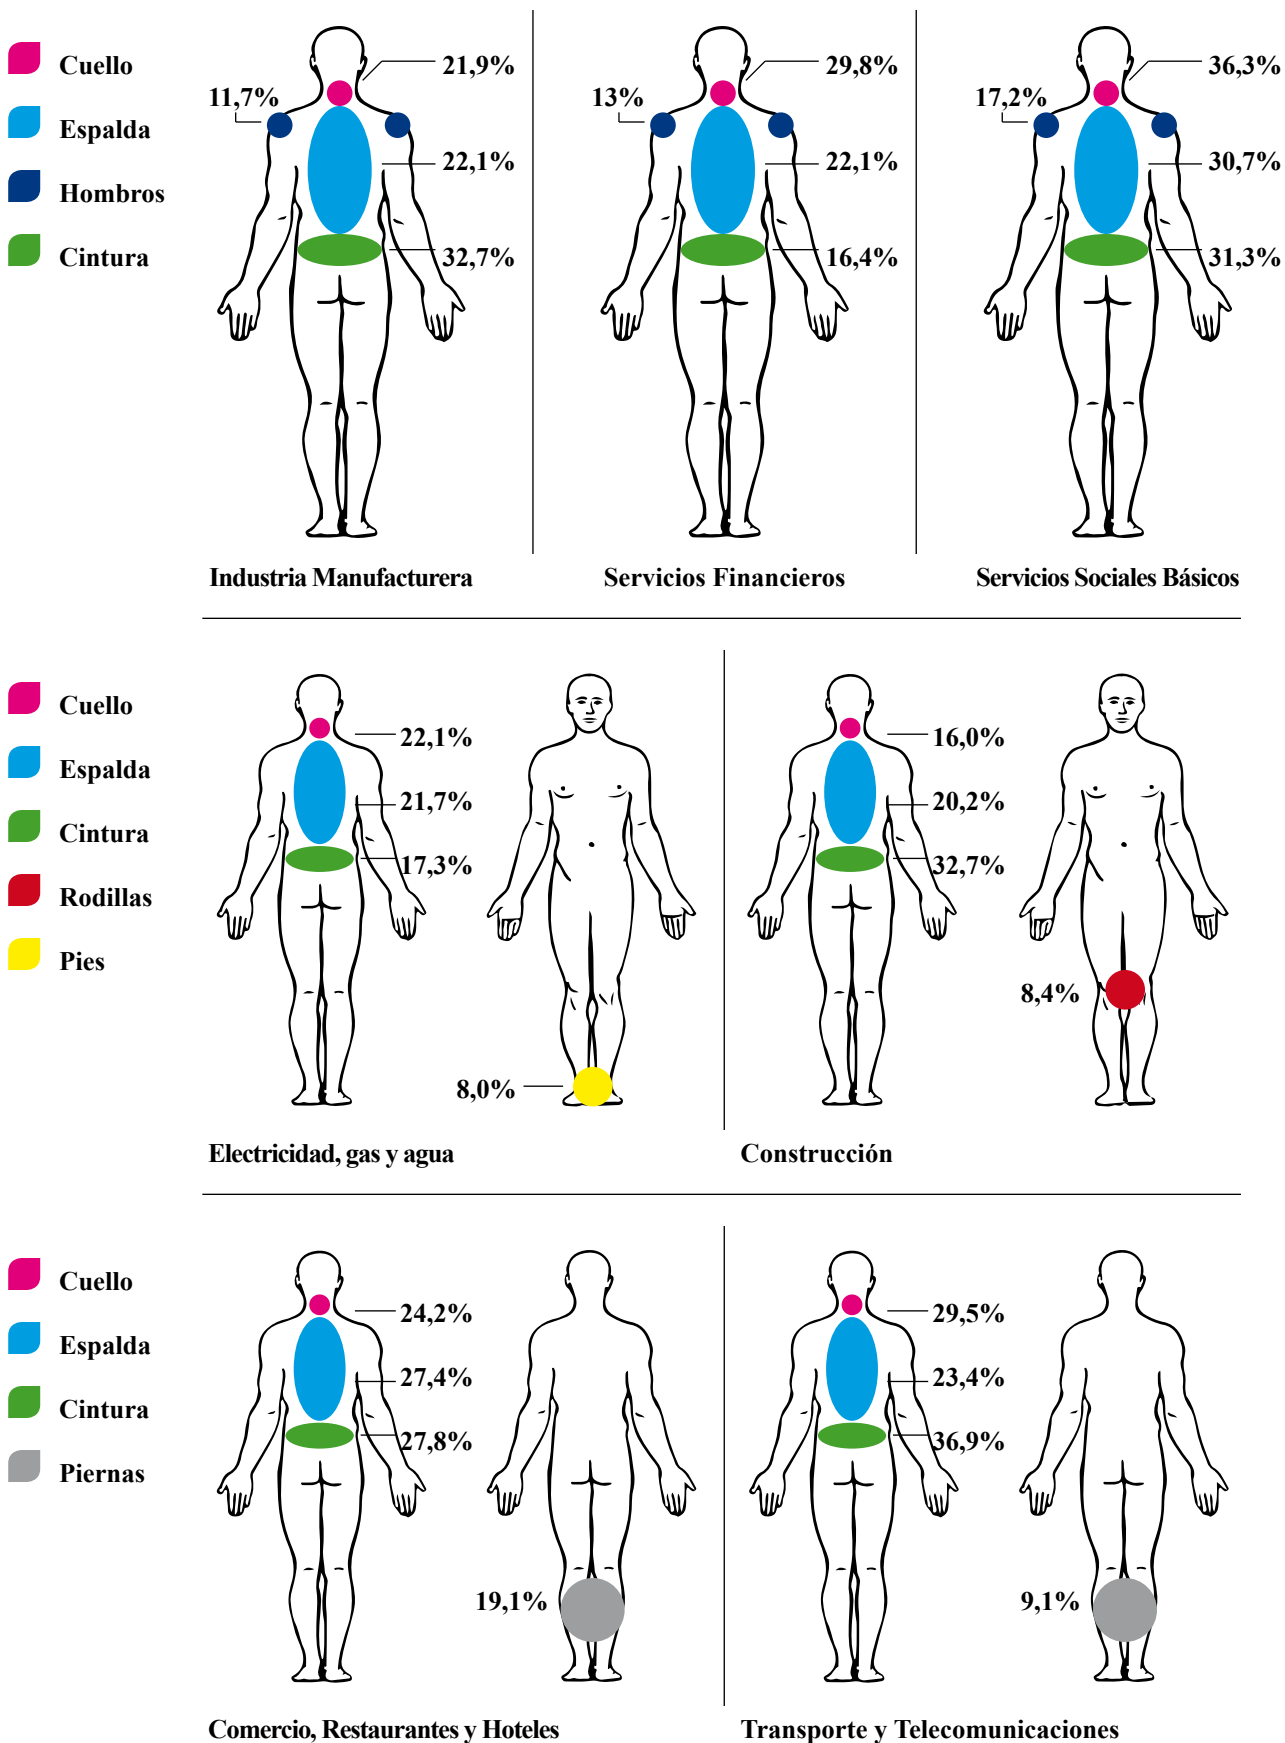 Cuello
Espalda
Hombros
Cintura
21,9%
11,7%
22,1%
32,7%
Industria Manufacturera
29,8%
13%
22,1%
16,4%
Servicios Financieros
36,3%
17,2%
30,7%
31,3%
Servicios Sociales Básicos
Cuello
Espalda
Cintura
Rodillas
Pies
22,1%
21,7%
17,3%
8,0%
Electricidad, gas y agua
16,0%
20,2%
32,7%
8,4%
Construcción
Cuello
Espalda
Cintura
Piernas
24,2%
27,4%
27,8%
19,1%
Comercio, Restaurantes y Hoteles
29,5%
23,4%
36,9%
9,1%
Transporte y Telecomunicaciones